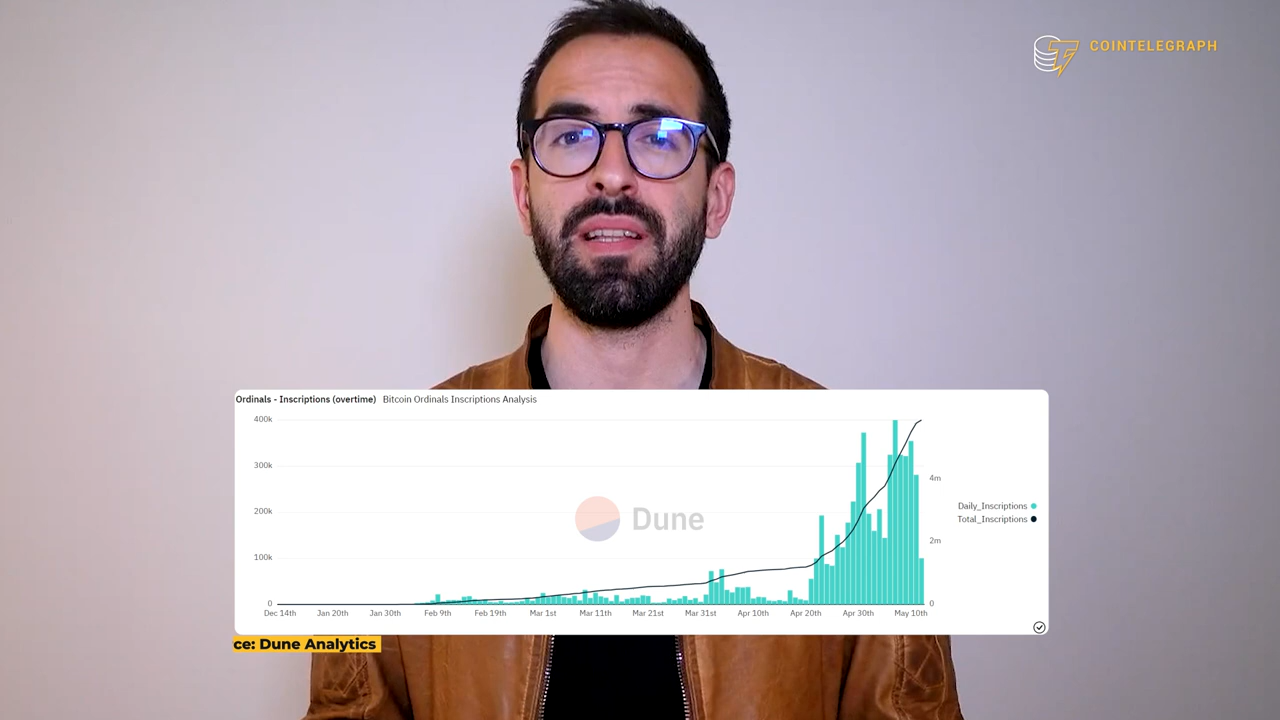 COINTELEGRAPH
Ordinals - Inscriptions (overtime) Bitcoin Ordinals Inscriptions Analysis
400k
300k
200k
100k
0
4m
2m
0
Dune
Daily_Inscriptions
Total_Inscriptions
Dec 14th Jan 20th Jan 30th Feb 9th Feb 19th Mar 1st Mar 11th Mar 21st Mar 31st Apr 10th Apr 20th Apr 30th May 10th
ce: Dune Analytics